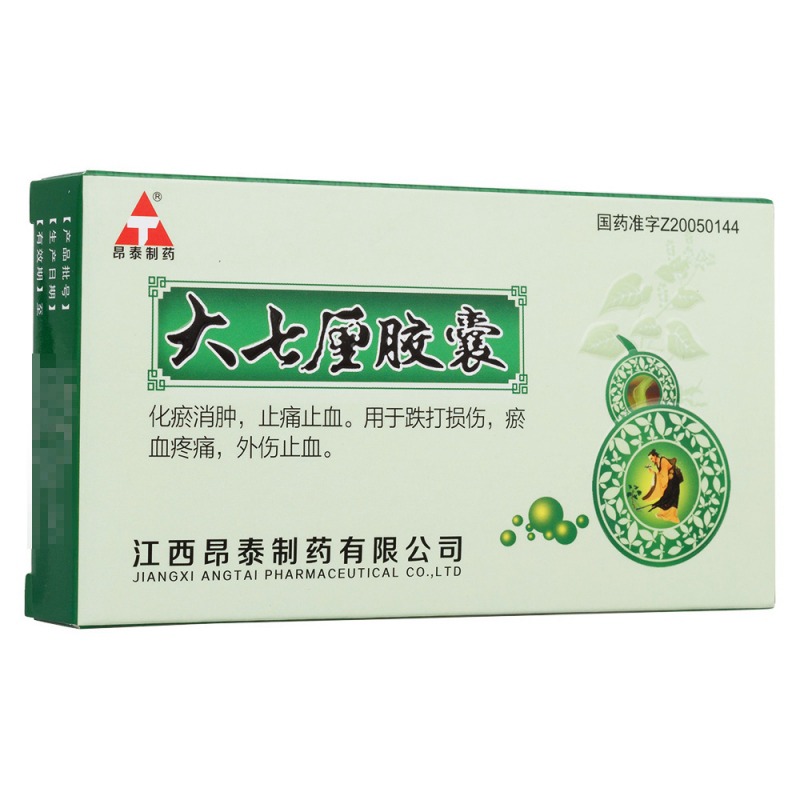 昂泰制药
®
国药准字Z20050144
大七厘胶囊
化瘀消肿，止痛止血。用于跌打损伤，瘀
血疼痛，外伤止血。
江西昂泰制药有限公司
JIANGXI ANGTAI PHARMACEUTICAL CO.,LTD
【产品批号】
【生产日期】
【有效期】至